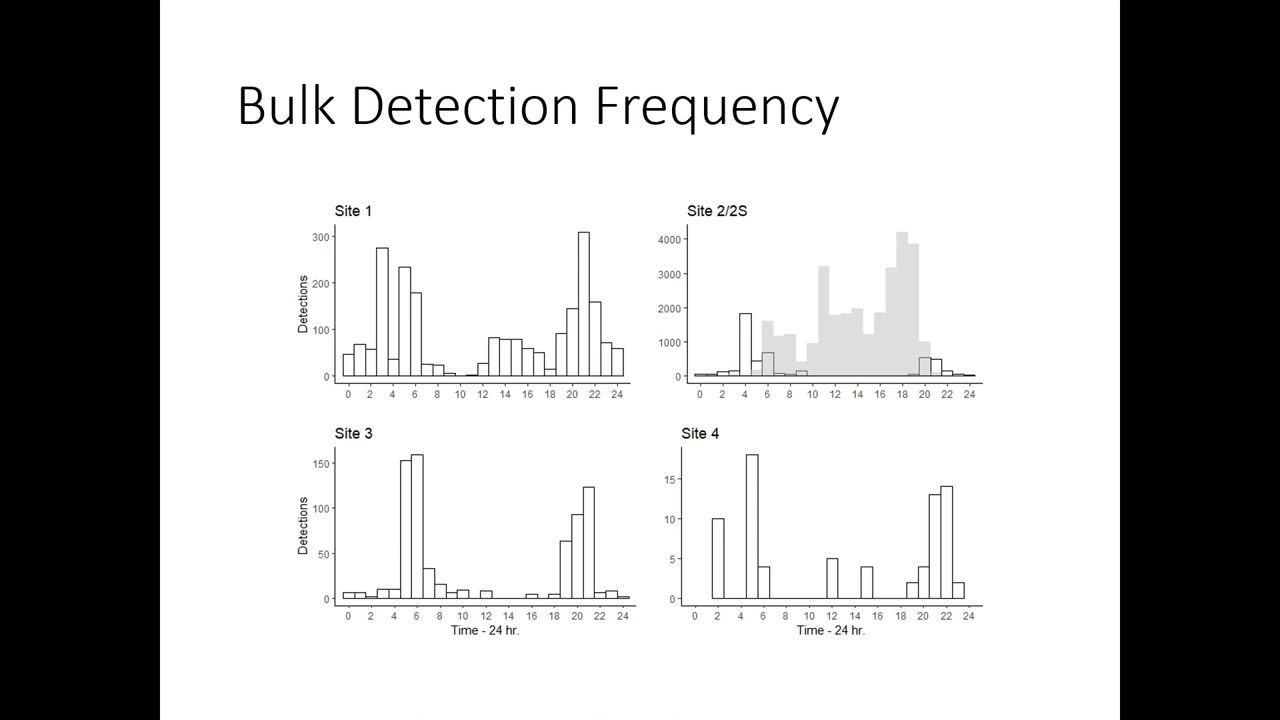 Bulk Detection Frequency
Site 1
300
200
100
0
Detections
0 2 4 6 8 10 12 14 16 18 20 22 24
Site 2/2S
4000
3000
2000
1000
0
0 2 4 6 8 10 12 14 16 18 20 22 24
Site 3
150
100
50
0
Detections
0 2 4 6 8 10 12 14 16 18 20 22 24
Time - 24 hr.
Site 4
15
10
5
0
0 2 4 6 8 10 12 14 16 18 20 22 24
Time - 24 hr.